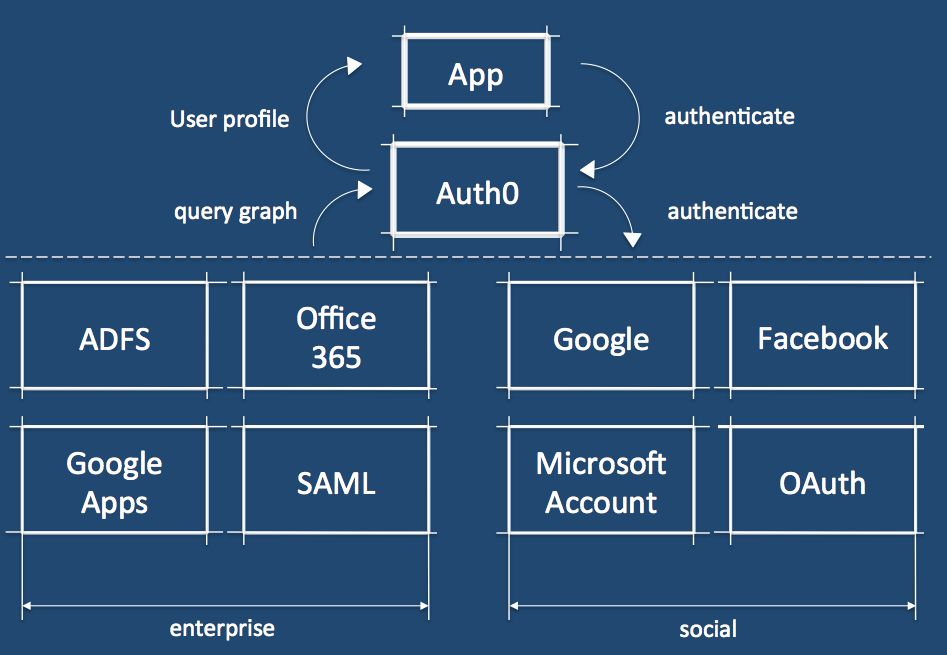 App
User profile
authenticate
Auth0
query graph
authenticate
ADFS
Office
365
Google
Facebook
Google
Apps
SAML
Microsoft
Account
OAuth
enterprise
social